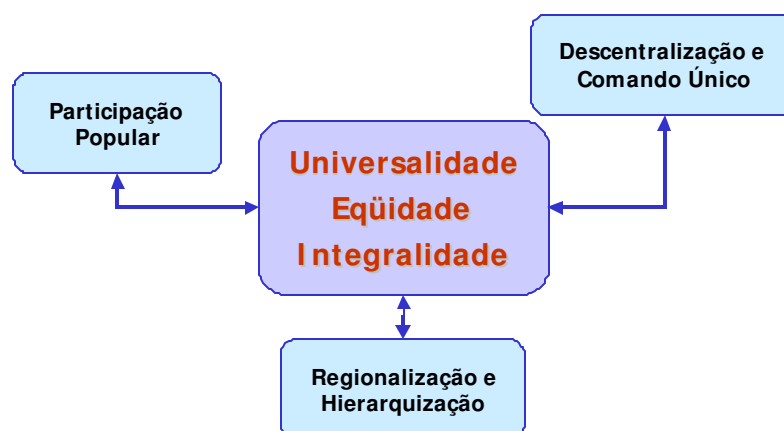 Descentralização e
Comando Único
Participação
Popular
Universalidade
Eqüidade
Integralidade
Regionalização e
Hierarquização